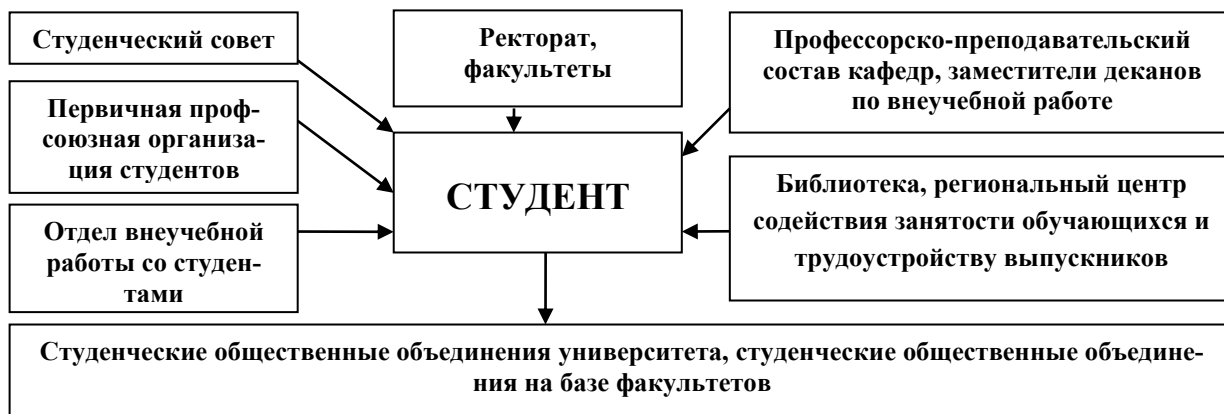 Студенческий совет
Ректорат,
факультеты
Профессорско-преподавательский
состав кафедр, заместители деканов
по внеучебной работе
Первичная проф-
союзная организа-
ция студентов
СТУДЕНТ
Библиотека, региональный центр
содействия занятости обучающихся и
трудоустройству выпускников
Отдел внеучебной
работы со студен-
тами
Студенческие общественные объединения университета, студенческие общественные объедине-
ния на базе факультетов